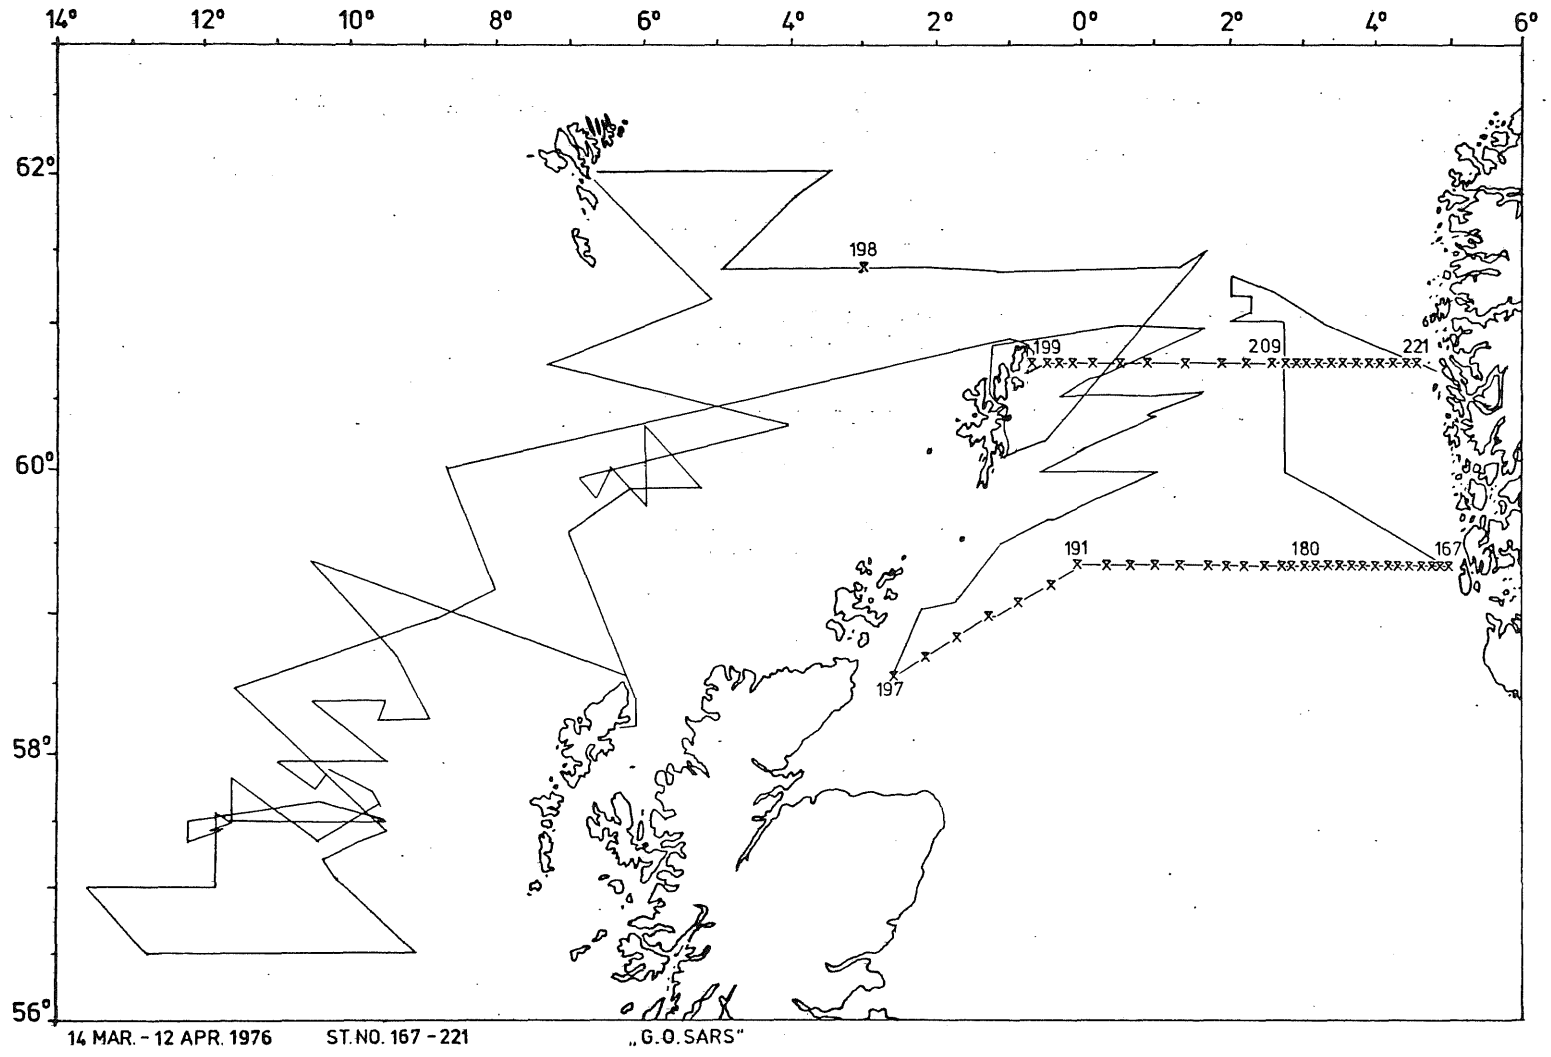 14° 12° 10° 8° 6° 4° 2° 0° 2° 4° 6°
62°
198
199 209 221
60°
191 180 167
197
58°
56°
14 MAR. - 12 APR. 1976 ST. NO. 167 - 221 „G. O. SARS"